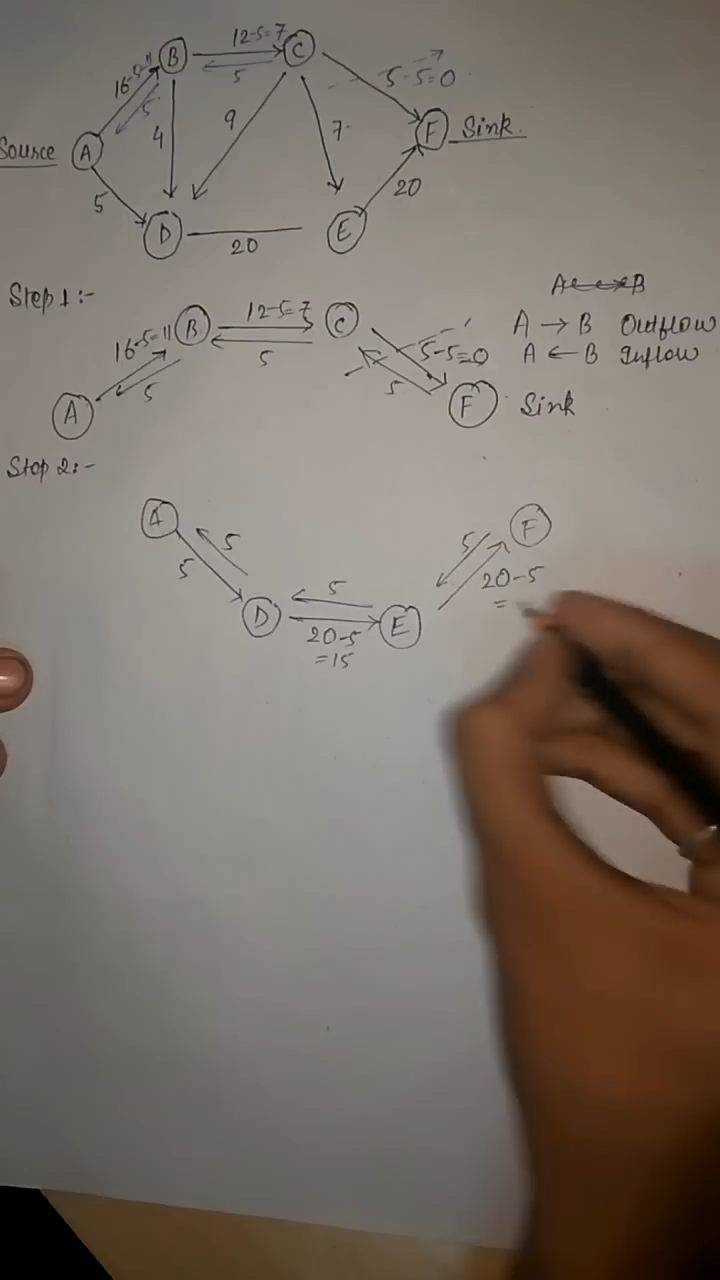 12-5=7
B
C
5
16-5=11
5
5-5=0
4
9
7
F Sink.
Source A
5
20
D
E
20
Step 1:-
A ⟷ B
12-5=7
B
C
A → B Outflow
16-5=11
5
5-5=0
A ← B Inflow
5
5
A
F Sink
Step 2:-
A
F
5
5
5
5
20-5
=
D
E
20-5
=15